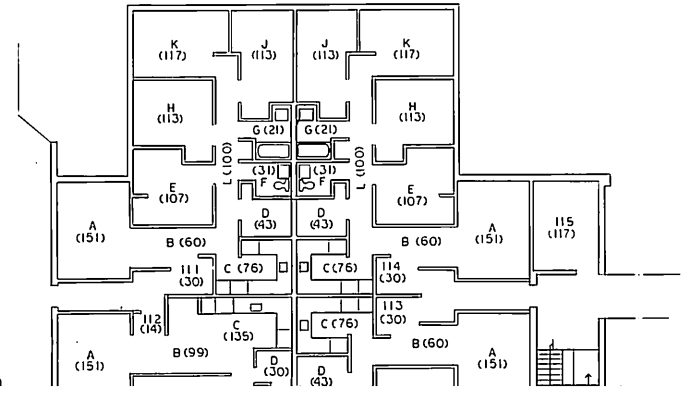 K J J K
(117) (113) (113) (117)
H H
(113) (113)
G(21) G(21)
L(100) (31) (31) L(100)
F F
E E
(107) (107)
A D D A 115
(151) (43) (43) (151) (117)
B(60) B(60)
111 C(76) C(76) 114
(30) (30)
112 113
(14) (30)
C C(76)
(135)
A B(99) B(60) A
(151) (151)
D D
(30) (43)